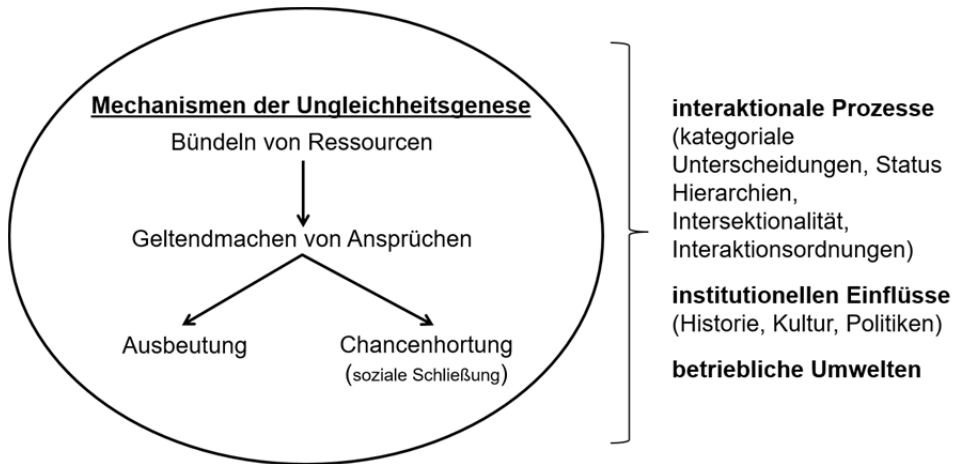 Mechanismen der Ungleichheitsgenese
Bündeln von Ressourcen
Geltendmachen von Ansprüchen
Ausbeutung
Chancenhortung
(soziale Schließung)
interaktionale Prozesse
(kategoriale
Unterscheidungen, Status
Hierarchien,
Intersektionalität,
Interaktionsordnungen)
institutionellen Einflüsse
(Historie, Kultur, Politiken)
betriebliche Umwelten